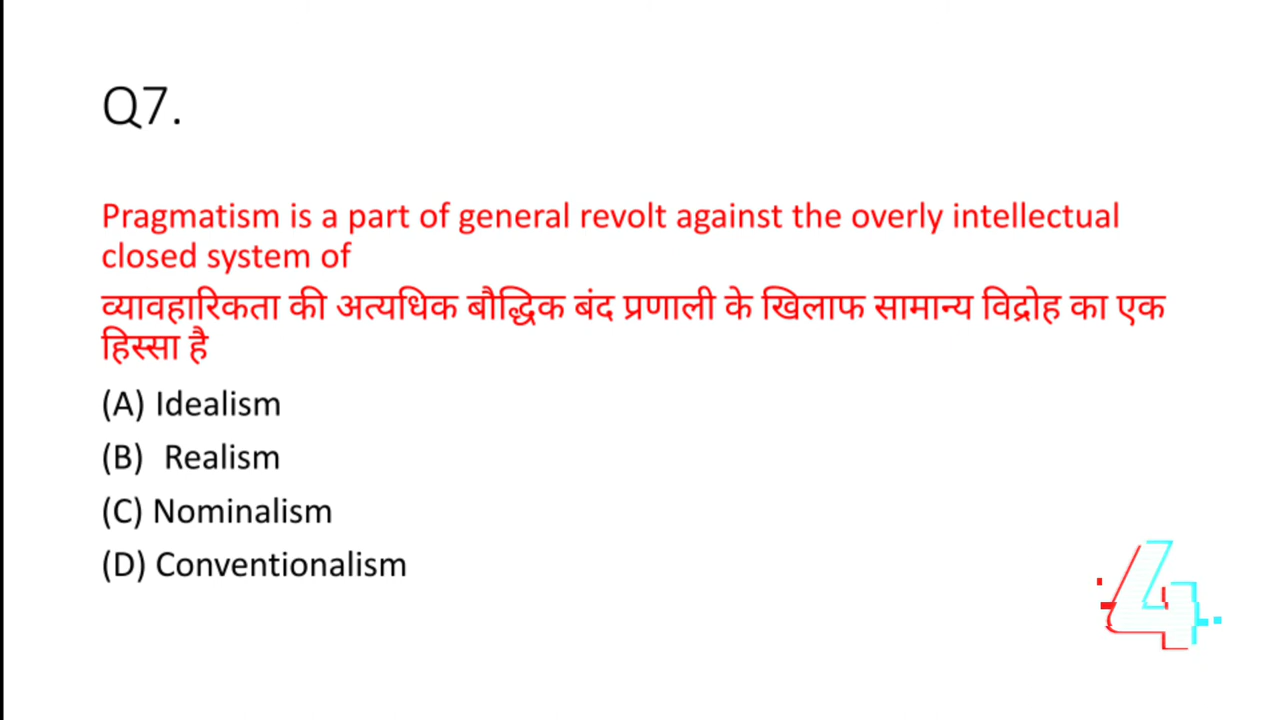 Q7.
Pragmatism is a part of general revolt against the overly intellectual
closed system of
व्यावहारिकता की अत्यधिक बौद्धिक बंद प्रणाली के खिलाफ सामान्य विद्रोह का एक
हिस्सा है
(A) Idealism
(B) Realism
(C) Nominalism
(D) Conventionalism
4